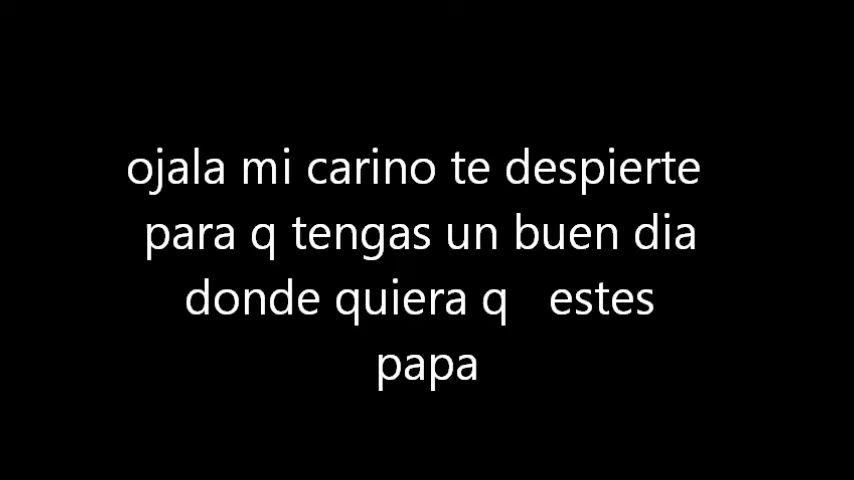 ojala mi carino te despierte
para q tengas un buen dia
donde quiera q estes
papa